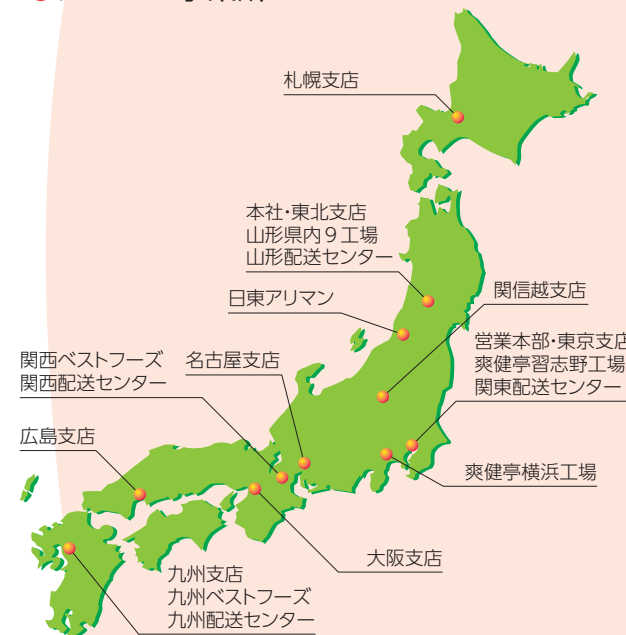 札幌支店
本社・東北支店
山形県内９工場
山形配送センター
日東アリマン
関信越支店
営業本部・東京支店
爽健亭習志野工場
関東配送センター
関西ベストフーズ
関西配送センター
名古屋支店
広島支店
爽健亭横浜工場
大阪支店
九州支店
九州ベストフーズ
九州配送センター